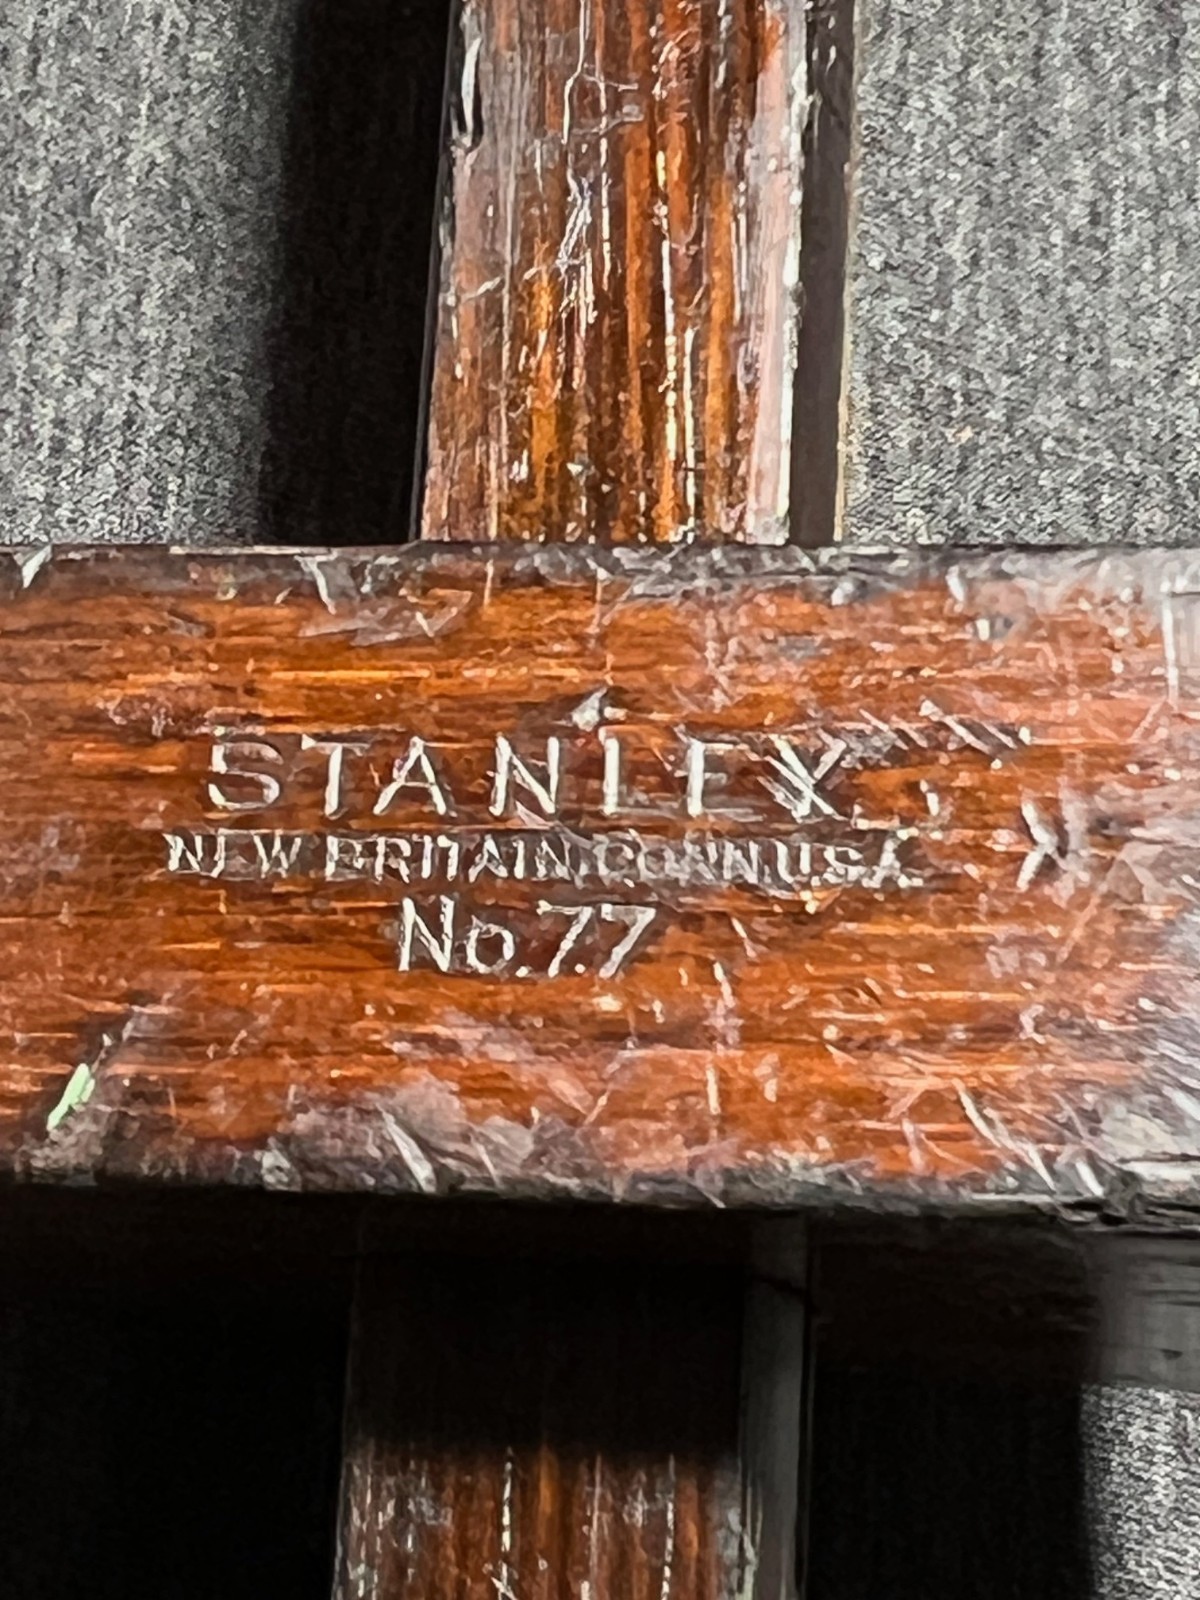 STANLEY
NEW BRITAIN, CONN. U.S.A.
No. 77